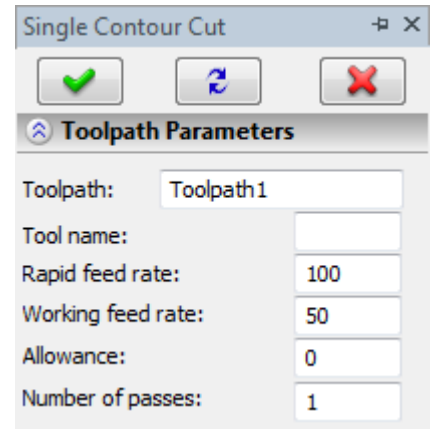 Single Contour Cut
Toolpath Parameters
Toolpath: Toolpath1
Tool name:
Rapid feed rate: 100
Working feed rate: 50
Allowance: 0
Number of passes: 1